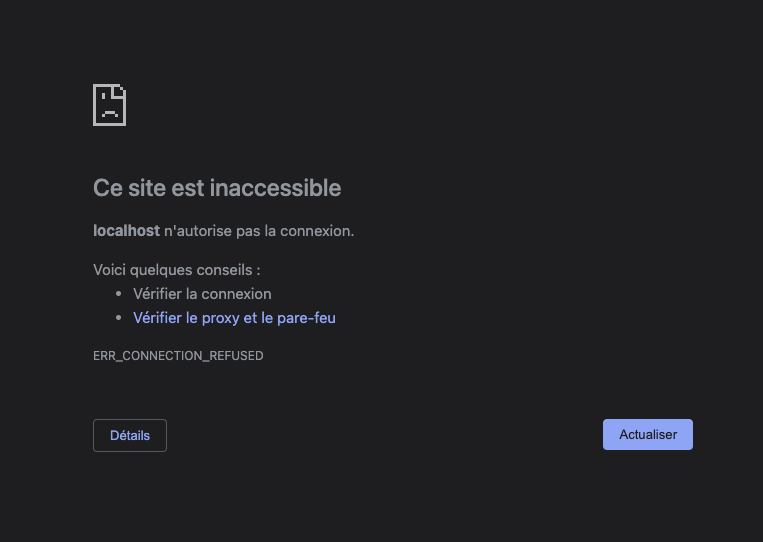 Ce site est inaccessible
localhost n'autorise pas la connexion.
Voici quelques conseils :
• Vérifier la connexion
• Vérifier le proxy et le pare-feu
ERR_CONNECTION_REFUSED
Détails
Actualiser